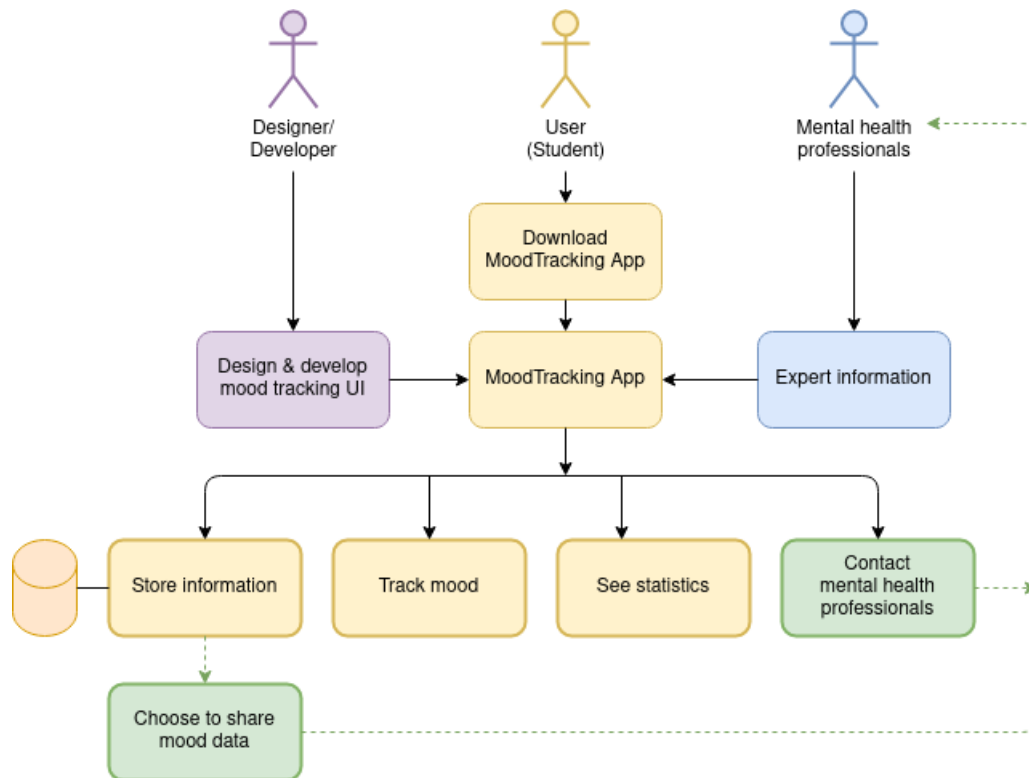 Designer/
Developer
User
(Student)
Mental health
professionals
Download
MoodTracking App
Design & develop
mood tracking UI
MoodTracking App
Expert information
Store information
Track mood
See statistics
Contact
mental health
professionals
Choose to share
mood data